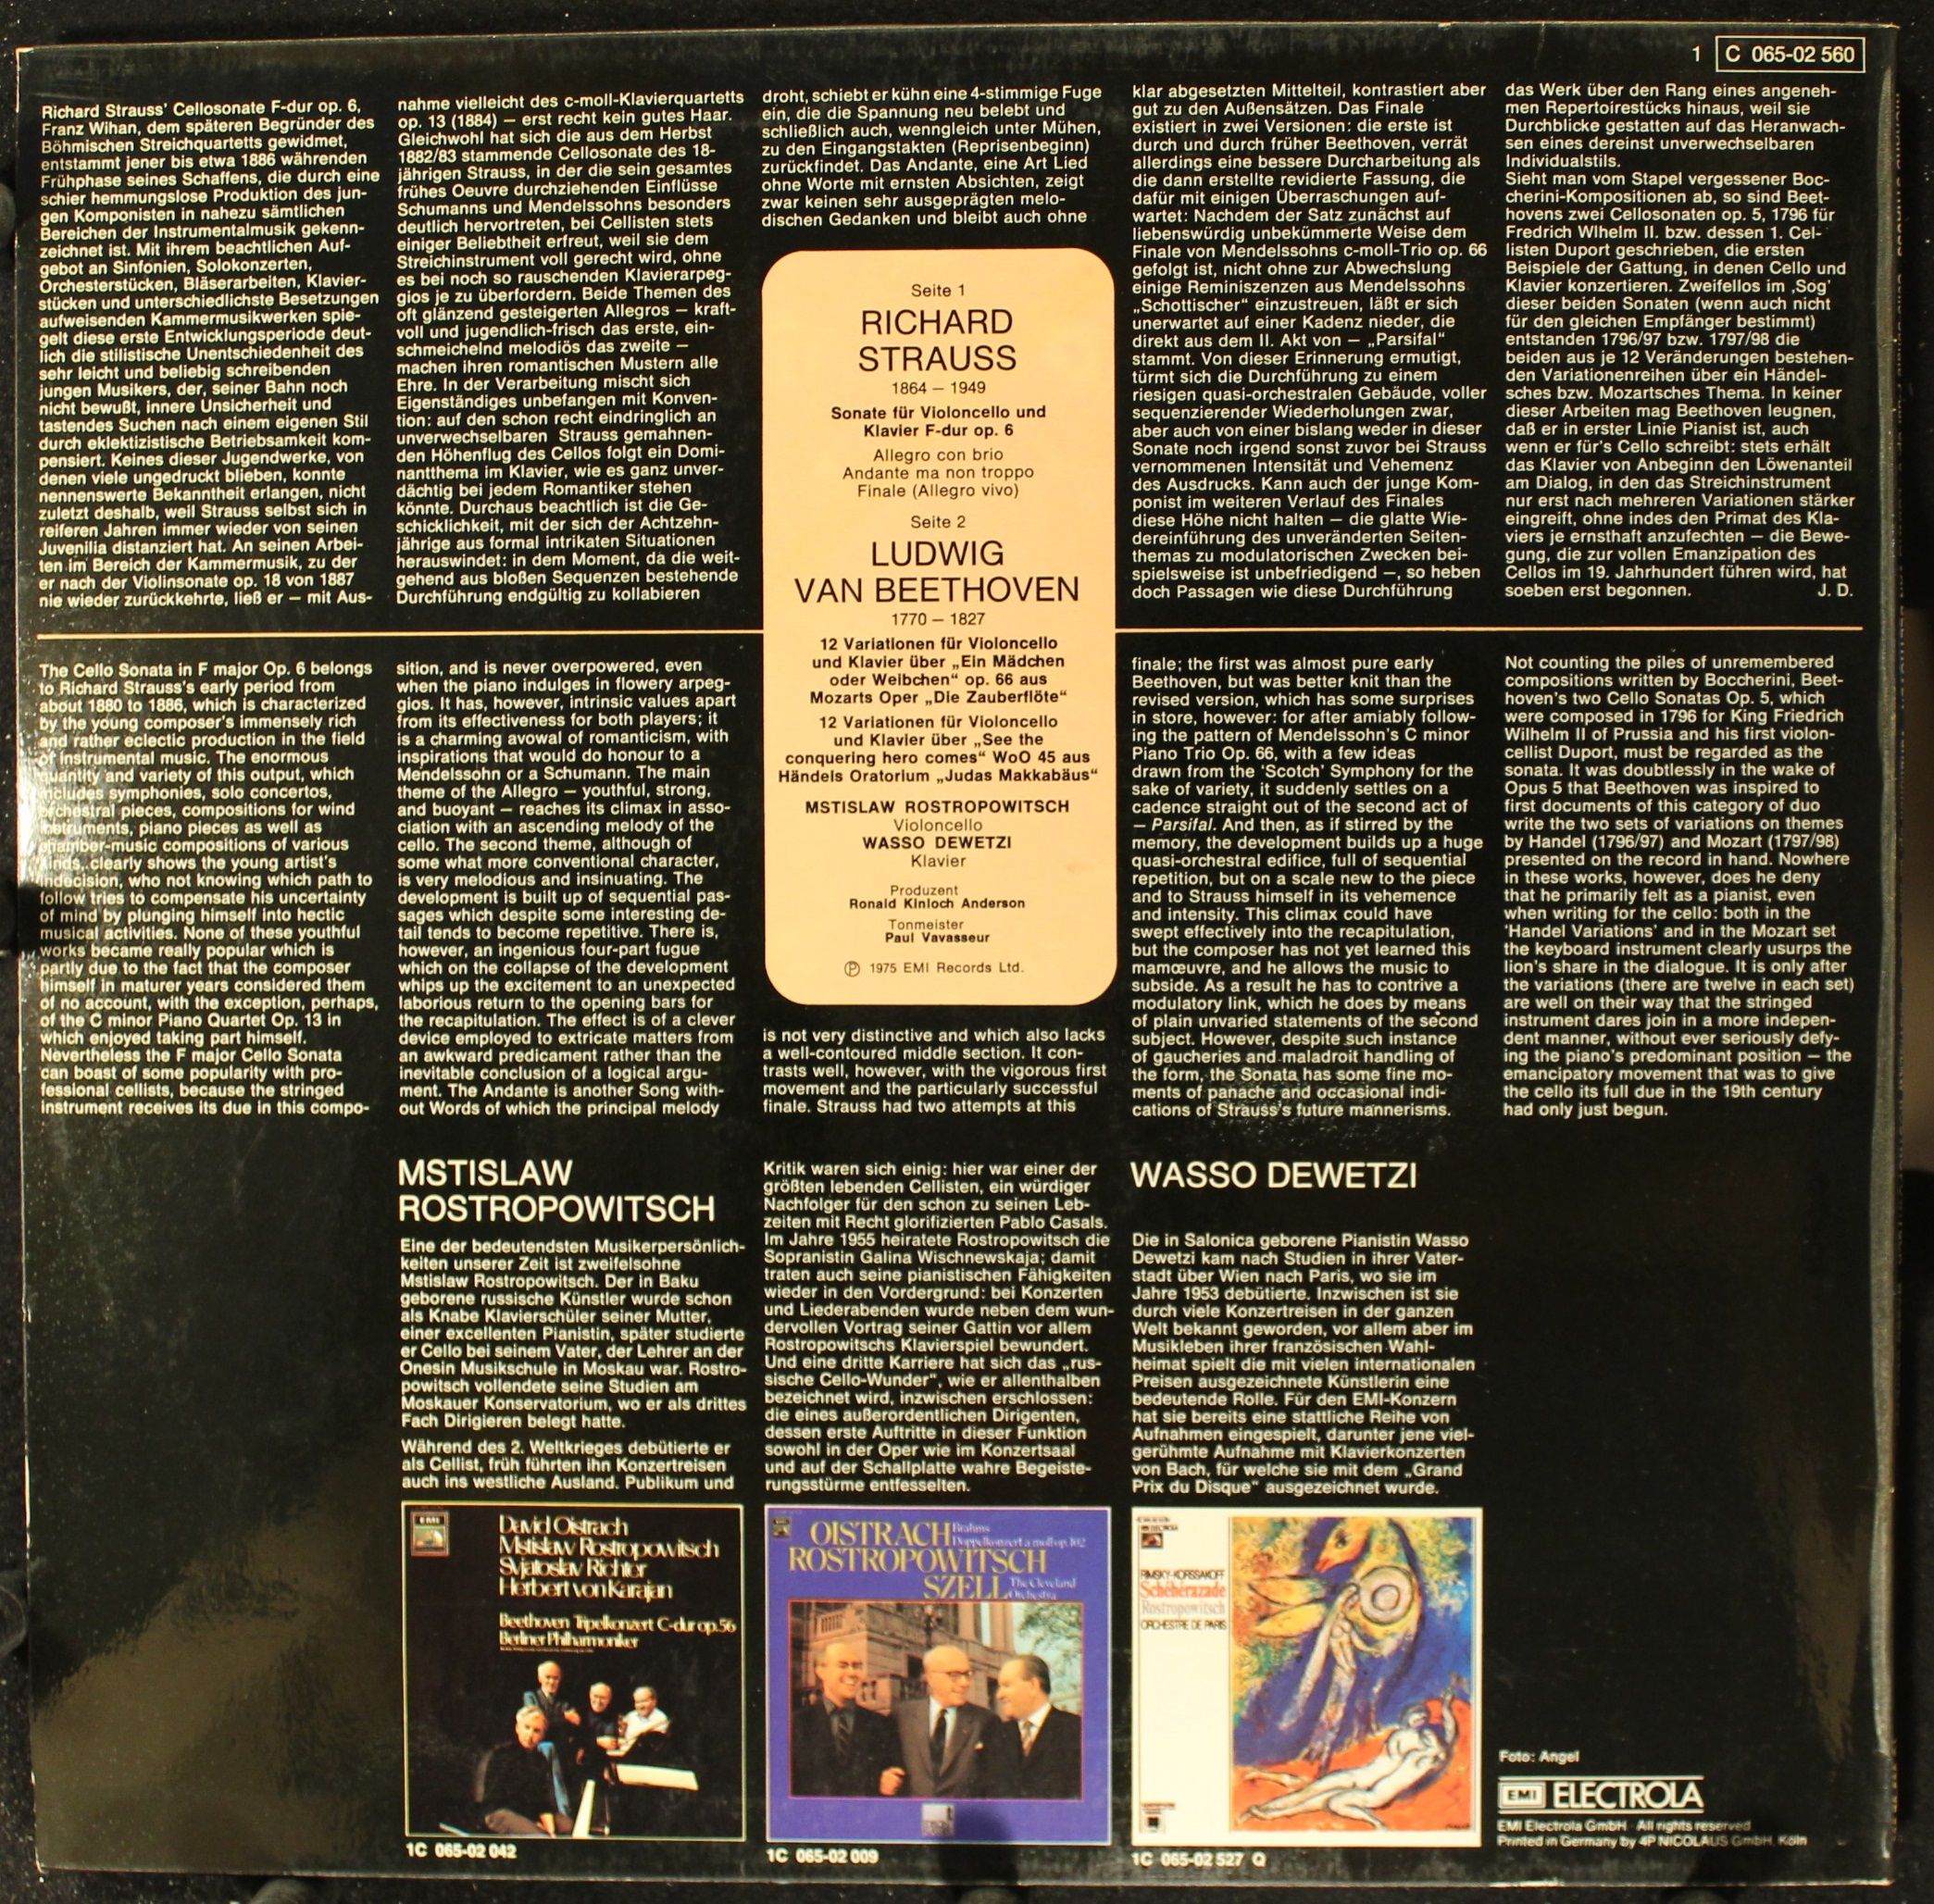 1 C 065-02 560
Richard Strauss' Cellosonate F-dur op. 6,
Franz Wihan, dem späteren Begründer des
Böhmischen Streichquartetts gewidmet,
entstammt jener bis etwa 1886 währenden
Frühphase seines Schaffens, die durch eine
schier hemmungslose Produktion des jun-
gen Komponisten in nahezu sämtlichen
Bereichen der Instrumentalmusik gekenn-
zeichnet ist. Mit ihrem beachtlichen Auf-
gebot an Sinfonien, Solokonzerten,
Orchesterstücken, Bläserarbeiten, Klavier-
stücken und unterschiedlichste Besetzungen
aufweisenden Kammermusikwerken spie-
gelt diese erste Entwicklungsperiode deut-
lich die stilistische Unentschiedenheit des
sehr leicht und beliebig schreibenden
jungen Musikers, der, seiner Bahn noch
nicht bewußt, innere Unsicherheit und
tastendes Suchen nach einem eigenen Stil
durch eklektizistische Betriebsamkeit kom-
pensiert. Keines dieser Jugendwerke, von
denen viele ungedruckt blieben, konnte
nennenswerte Bekanntheit erlangen, nicht
zuletzt deshalb, weil Strauss selbst sich in
reiferen Jahren immer wieder von seinen
Juvenilia distanziert hat. An seinen Arbei-
ten im Bereich der Kammermusik, zu der
er nach der Violinsonate op. 18 von 1887
nie wieder zurückkehrte, ließ er – mit Aus-
nahme vielleicht des c-moll-Klavierquartetts
op. 13 (1884) – erst recht kein gutes Haar.
Gleichwohl hat sich die aus dem Herbst
1882/83 stammende Cellosonate des 18-
jährigen Strauss, in der die sein gesamtes
frühes Oeuvre durchziehenden Einflüsse
Schumanns und Mendelssohns besonders
deutlich hervortreten, bei Cellisten stets
einiger Beliebtheit erfreut, weil sie dem
Streichinstrument voll gerecht wird, ohne
es bei noch so rauschenden Klavierarpeg-
gios je zu überfordern. Beide Themen des
oft glänzend gesteigerten Allegros – kraft-
voll und jugendlich-frisch das erste, ein-
schmeichelnd melodiös das zweite –
machen ihren romantischen Mustern alle
Ehre. In der Verarbeitung mischt sich
Eigenständiges unbefangen mit Konven-
tion: auf den schon recht eindringlich an
unverwechselbaren Strauss gemahnen-
den Höhenflug des Cellos folgt ein Domi-
nantthema im Klavier, wie es ganz unver-
dächtig bei jedem Romantiker stehen
könnte. Durchaus beachtlich ist die Ge-
schicklichkeit, mit der sich der Achtzehn-
jährige aus formal intrikaten Situationen
herauswindet: in dem Moment, da die weit-
gehend aus bloßen Sequenzen bestehende
Durchführung endgültig zu kollabieren
droht, schiebt er kühn eine 4-stimmige Fuge
ein, die die Spannung neu belebt und
schließlich auch, wenngleich unter Mühen,
zu den Eingangstakten (Reprisenbeginn)
zurückfindet. Das Andante, eine Art Lied
ohne Worte mit ernsten Absichten, zeigt
zwar keinen sehr ausgeprägten melo-
dischen Gedanken und bleibt auch ohne
klar abgesetzten Mittelteil, kontrastiert aber
gut zu den Außensätzen. Das Finale
existiert in zwei Versionen: die erste ist
durch und durch früher Beethoven, verrät
allerdings eine bessere Durcharbeitung als
die dann erstellte revidierte Fassung, die
dafür mit einigen Überraschungen auf-
wartet: Nachdem der Satz zunächst auf
liebenswürdig unbekümmerte Weise dem
Finale von Mendelssohns c-moll-Trio op. 66
gefolgt ist, nicht ohne zur Abwechslung
einige Reminiszenzen aus Mendelssohns
„Schottischer“ einzustreuen, läßt er sich
unerwartet auf einer Kadenz nieder, die
direkt aus dem II. Akt von – „Parsifal“
stammt. Von dieser Erinnerung ermutigt,
türmt sich die Durchführung zu einem
riesigen quasi-orchestralen Gebäude, voller
sequenzierender Wiederholungen zwar,
aber auch von einer bislang weder in dieser
Sonate noch irgend sonst zuvor bei Strauss
vernommenen Intensität und Vehemenz
des Ausdrucks. Kann auch der junge Kom-
ponist im weiteren Verlauf des Finales
diese Höhe nicht halten – die glatte Wie-
dereinführung des unveränderten Seiten-
themas zu modulatorischen Zwecken bei-
spielsweise ist unbefriedigend –, so heben
doch Passagen wie diese Durchführung
das Werk über den Rang eines angeneh-
men Repertoirestücks hinaus, weil sie
Durchblicke gestatten auf das Heranwach-
sen eines dereinst unverwechselbaren
Individualstils.
Sieht man vom Stapel vergessener Boc-
cherini-Kompositionen ab, so sind Beet-
hovens zwei Cellosonaten op. 5, 1796 für
Fredrich Wlhelm II. bzw. dessen 1. Cel-
listen Duport geschrieben, die ersten
Beispiele der Gattung, in denen Cello und
Klavier konzertieren. Zweifellos im ‚Sog'
dieser beiden Sonaten (wenn auch nicht
für den gleichen Empfänger bestimmt)
entstanden 1796/97 bzw. 1797/98 die
beiden aus je 12 Veränderungen bestehen-
den Variationenreihen über ein Händel-
sches bzw. Mozartsches Thema. In keiner
dieser Arbeiten mag Beethoven leugnen,
daß er in erster Linie Pianist ist, auch
wenn er für's Cello schreibt: stets erhält
das Klavier von Anbeginn den Löwenanteil
am Dialog, in den das Streichinstrument
nur erst nach mehreren Variationen stärker
eingreift, ohne indes den Primat des Kla-
viers je ernsthaft anzufechten – die Bewe-
gung, die zur vollen Emanzipation des
Cellos im 19. Jahrhundert führen wird, hat
soeben erst begonnen. J. D.
Seite 1
RICHARD
STRAUSS
1864 – 1949
Sonate für Violoncello und
Klavier F-dur op. 6
Allegro con brio
Andante ma non troppo
Finale (Allegro vivo)
Seite 2
LUDWIG
VAN BEETHOVEN
1770 – 1827
12 Variationen für Violoncello
und Klavier über „Ein Mädchen
oder Weibchen“ op. 66 aus
Mozarts Oper „Die Zauberflöte“
12 Variationen für Violoncello
und Klavier über „See the
conquering hero comes“ WoO 45 aus
Händels Oratorium „Judas Makkabäus“
MSTISLAW ROSTROPOWITSCH
Violoncello
WASSO DEWETZI
Klavier
Produzent
Ronald Kinloch Anderson
Tonmeister
Paul Vavasseur
Ⓟ 1975 EMI Records Ltd.
The Cello Sonata in F major Op. 6 belongs
to Richard Strauss's early period from
about 1880 to 1886, which is characterized
by the young composer's immensely rich
and rather eclectic production in the field
of instrumental music. The enormous
quantity and variety of this output, which
includes symphonies, solo concertos,
orchestral pieces, compositions for wind
instruments, piano pieces as well as
chamber-music compositions of various
kinds, clearly shows the young artist's
indecision, who not knowing which path to
follow tries to compensate his uncertainty
of mind by plunging himself into hectic
musical activities. None of these youthful
works became really popular which is
partly due to the fact that the composer
himself in maturer years considered them
of no account, with the exception, perhaps,
of the C minor Piano Quartet Op. 13 in
which enjoyed taking part himself.
Nevertheless the F major Cello Sonata
can boast of some popularity with pro-
fessional cellists, because the stringed
instrument receives its due in this compo-
sition, and is never overpowered, even
when the piano indulges in flowery arpeg-
gios. It has, however, intrinsic values apart
from its effectiveness for both players; it
is a charming avowal of romanticism, with
inspirations that would do honour to a
Mendelssohn or a Schumann. The main
theme of the Allegro – youthful, strong,
and buoyant – reaches its climax in asso-
ciation with an ascending melody of the
cello. The second theme, although of
some what more conventional character,
is very melodious and insinuating. The
development is built up of sequential pas-
sages which despite some interesting de-
tail tends to become repetitive. There is,
however, an ingenious four-part fugue
which on the collapse of the development
whips up the excitement to an unexpected
laborious return to the opening bars for
the recapitulation. The effect is of a clever
device employed to extricate matters from
an awkward predicament rather than the
inevitable conclusion of a logical argu-
ment. The Andante is another Song with-
out Words of which the principal melody
is not very distinctive and which also lacks
a well-contoured middle section. It con-
trasts well, however, with the vigorous first
movement and the particularly successful
finale. Strauss had two attempts at this
finale; the first was almost pure early
Beethoven, but was better knit than the
revised version, which has some surprises
in store, however: for after amiably follow-
ing the pattern of Mendelssohn's C minor
Piano Trio Op. 66, with a few ideas
drawn from the 'Scotch' Symphony for the
sake of variety, it suddenly settles on a
cadence straight out of the second act of
– Parsifal. And then, as if stirred by the
memory, the development builds up a huge
quasi-orchestral edifice, full of sequential
repetition, but on a scale new to the piece
and to Strauss himself in its vehemence
and intensity. This climax could have
swept effectively into the recapitulation,
but the composer has not yet learned this
mamœuvre, and he allows the music to
subside. As a result he has to contrive a
modulatory link, which he does by means
of plain unvaried statements of the second
subject. However, despite such instance
of gaucheries and maladroit handling of
the form, the Sonata has some fine mo-
ments of panache and occasional indi-
cations of Strauss's future mannerisms.
Not counting the piles of unremembered
compositions written by Boccherini, Beet-
hoven's two Cello Sonatas Op. 5, which
were composed in 1796 for King Friedrich
Wilhelm II of Prussia and his first violon-
cellist Duport, must be regarded as the
sonata. It was doubtlessly in the wake of
Opus 5 that Beethoven was inspired to
first documents of this category of duo
write the two sets of variations on themes
by Handel (1796/97) and Mozart (1797/98)
presented on the record in hand. Nowhere
in these works, however, does he deny
that he primarily felt as a pianist, even
when writing for the cello: both in the
'Handel Variations' and in the Mozart set
the keyboard instrument clearly usurps the
lion's share in the dialogue. It is only after
the variations (there are twelve in each set)
are well on their way that the stringed
instrument dares join in a more indepen-
dent manner, without ever seriously defy-
ing the piano's predominant position – the
emancipatory movement that was to give
the cello its full due in the 19th century
had only just begun.
MSTISLAW
ROSTROPOWITSCH
Eine der bedeutendsten Musikerpersönlich-
keiten unserer Zeit ist zweifelsohne
Mstislaw Rostropowitsch. Der in Baku
geborene russische Künstler wurde schon
als Knabe Klavierschüler seiner Mutter,
einer excellenten Pianistin, später studierte
er Cello bei seinem Vater, der Lehrer an der
Onesin Musikschule in Moskau war. Rostro-
powitsch vollendete seine Studien am
Moskauer Konservatorium, wo er als drittes
Fach Dirigieren belegt hatte.
Während des 2. Weltkrieges debütierte er
als Cellist, früh führten ihn Konzertreisen
auch ins westliche Ausland. Publikum und
Kritik waren sich einig: hier war einer der
größten lebenden Cellisten, ein würdiger
Nachfolger für den schon zu seinen Leb-
zeiten mit Recht glorifizierten Pablo Casals.
Im Jahre 1955 heiratete Rostropowitsch die
Sopranistin Galina Wischnewskaja; damit
traten auch seine pianistischen Fähigkeiten
wieder in den Vordergrund: bei Konzerten
und Liederabenden wurde neben dem wun-
dervollen Vortrag seiner Gattin vor allem
Rostropowitschs Klavierspiel bewundert.
Und eine dritte Karriere hat sich das „rus-
sische Cello-Wunder“, wie er allenthalben
bezeichnet wird, inzwischen erschlossen:
die eines außerordentlichen Dirigenten,
dessen erste Auftritte in dieser Funktion
sowohl in der Oper wie im Konzertsaal
und auf der Schallplatte wahre Begeiste-
rungsstürme entfesselten.
WASSO DEWETZI
Die in Salonica geborene Pianistin Wasso
Dewetzi kam nach Studien in ihrer Vater-
stadt über Wien nach Paris, wo sie im
Jahre 1953 debütierte. Inzwischen ist sie
durch viele Konzertreisen in der ganzen
Welt bekannt geworden, vor allem aber im
Musikleben ihrer französischen Wahl-
heimat spielt die mit vielen internationalen
Preisen ausgezeichnete Künstlerin eine
bedeutende Rolle. Für den EMI-Konzern
hat sie bereits eine stattliche Reihe von
Aufnahmen eingespielt, darunter jene viel-
gerühmte Aufnahme mit Klavierkonzerten
von Bach, für welche sie mit dem „Grand
Prix du Disque“ ausgezeichnet wurde.
EMI
David Oistrach
Mstislaw Rostropowitsch
Svjatoslav Richter
Herbert von Karajan
Beethoven Tripelkonzert C-dur op. 56
Berliner Philharmoniker
1C 065-02 042
OISTRACH Brahms
Doppelkonzert a moll op. 102
ROSTROPOWITSCH
SZELL The Cleveland
Orchestra
1C 065-02 009
RIMSKY-KORSSAKOFF
Scheherazade
Rostropowitsch
ORCHESTRE DE PARIS
1C 065-02 527 Q
Foto: Angel
EMI ELECTROLA
EMI Electrola GmbH · All rights reserved
Printed in Germany by 4P NICOLAUS GmbH, Köln